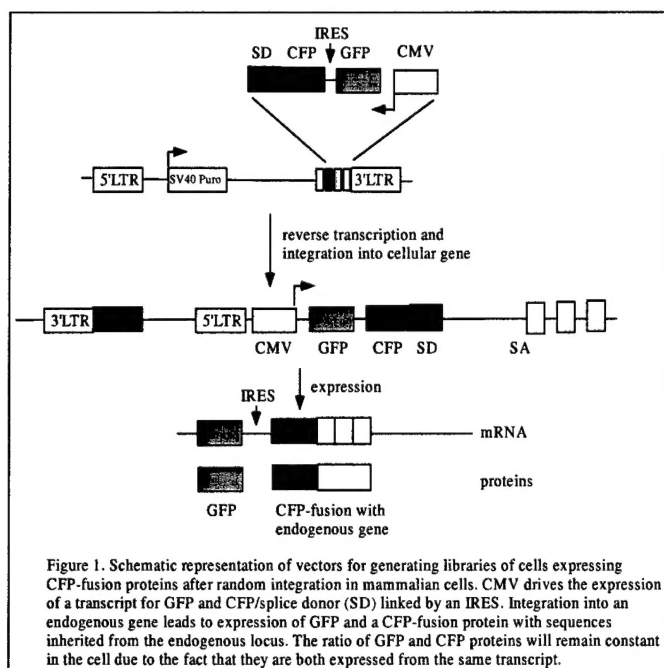 IRES
SD CFP GFP CMV
5'LTR SV40 Puro 3'LTR
reverse transcription and
integration into cellular gene
3'LTR 5'LTR
CMV GFP CFP SD SA
expression
IRES
mRNA
proteins
GFP CFP-fusion with
endogenous gene
Figure 1. Schematic representation of vectors for generating libraries of cells expressing
CFP-fusion proteins after random integration in mammalian cells. CMV drives the expression
of a transcript for GFP and CFP/splice donor (SD) linked by an IRES. Integration into an
endogenous gene leads to expression of GFP and a CFP-fusion protein with sequences
inherited from the endogenous locus. The ratio of GFP and CFP proteins will remain constant
in the cell due to the fact that they are both expressed from the same transcript.